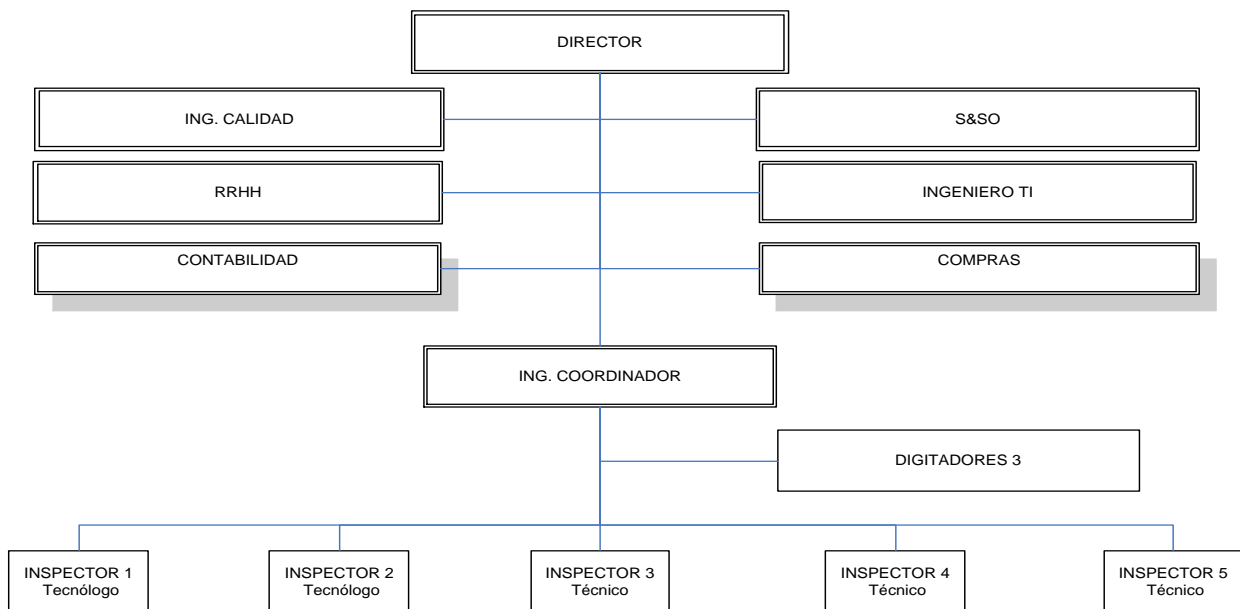 DIRECTOR
ING. CALIDAD
S&SO
RRHH
INGENIERO TI
CONTABILIDAD
COMPRAS
ING. COORDINADOR
DIGITADORES 3
INSPECTOR 1
Tecnólogo
INSPECTOR 2
Tecnólogo
INSPECTOR 3
Técnico
INSPECTOR 4
Técnico
INSPECTOR 5
Técnico